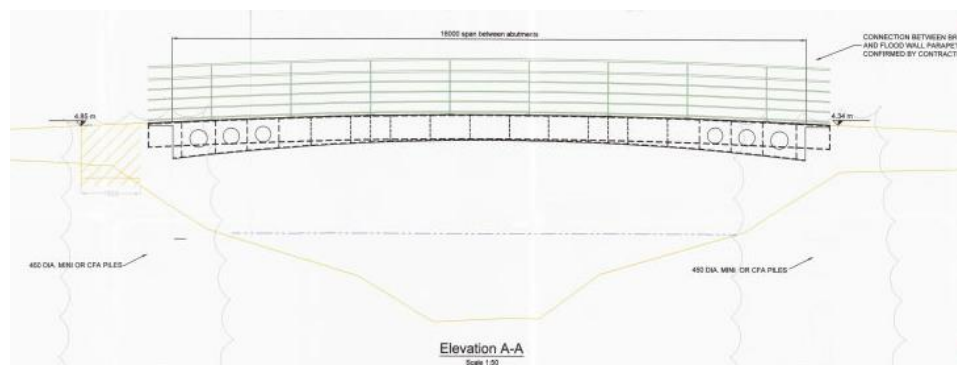 16000 span between abutments
CONNECTION BETWEEN BR
AND FLOOD WALL PARAPET
CONFIRMED BY CONTRACT
4.85 m
4.34 m
450 DIA. MINI OR CFA PILES
450 DIA. MINI OR CFA PILES
Elevation A-A
Scale 1:50